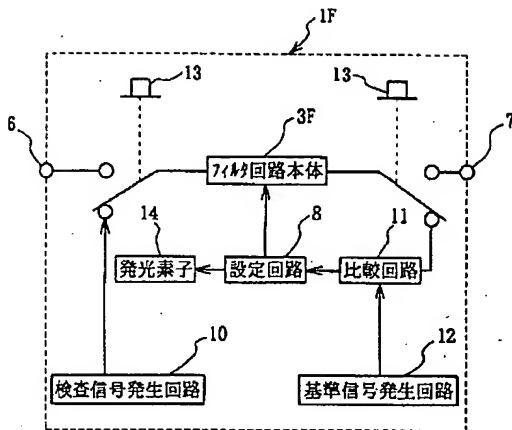 1F
13
13
6
3F
7
フィルタ回路本体
14
8
11
発光素子
設定回路
比較回路
10
12
検査信号発生回路
基準信号発生回路